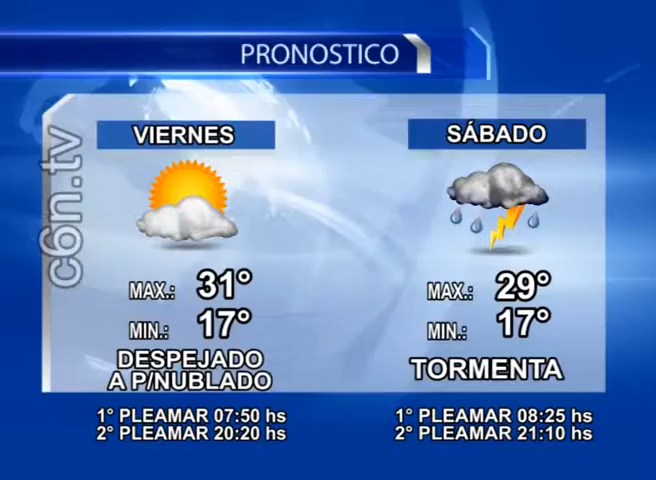 PRONOSTICO
c6n.tv
VIERNES
MAX.: 31°
MIN.: 17°
DESPEJADO
A P/NUBLADO
1° PLEAMAR 07:50 hs
2° PLEAMAR 20:20 hs
SÁBADO
MAX.: 29°
MIN.: 17°
TORMENTA
1° PLEAMAR 08:25 hs
2° PLEAMAR 21:10 hs